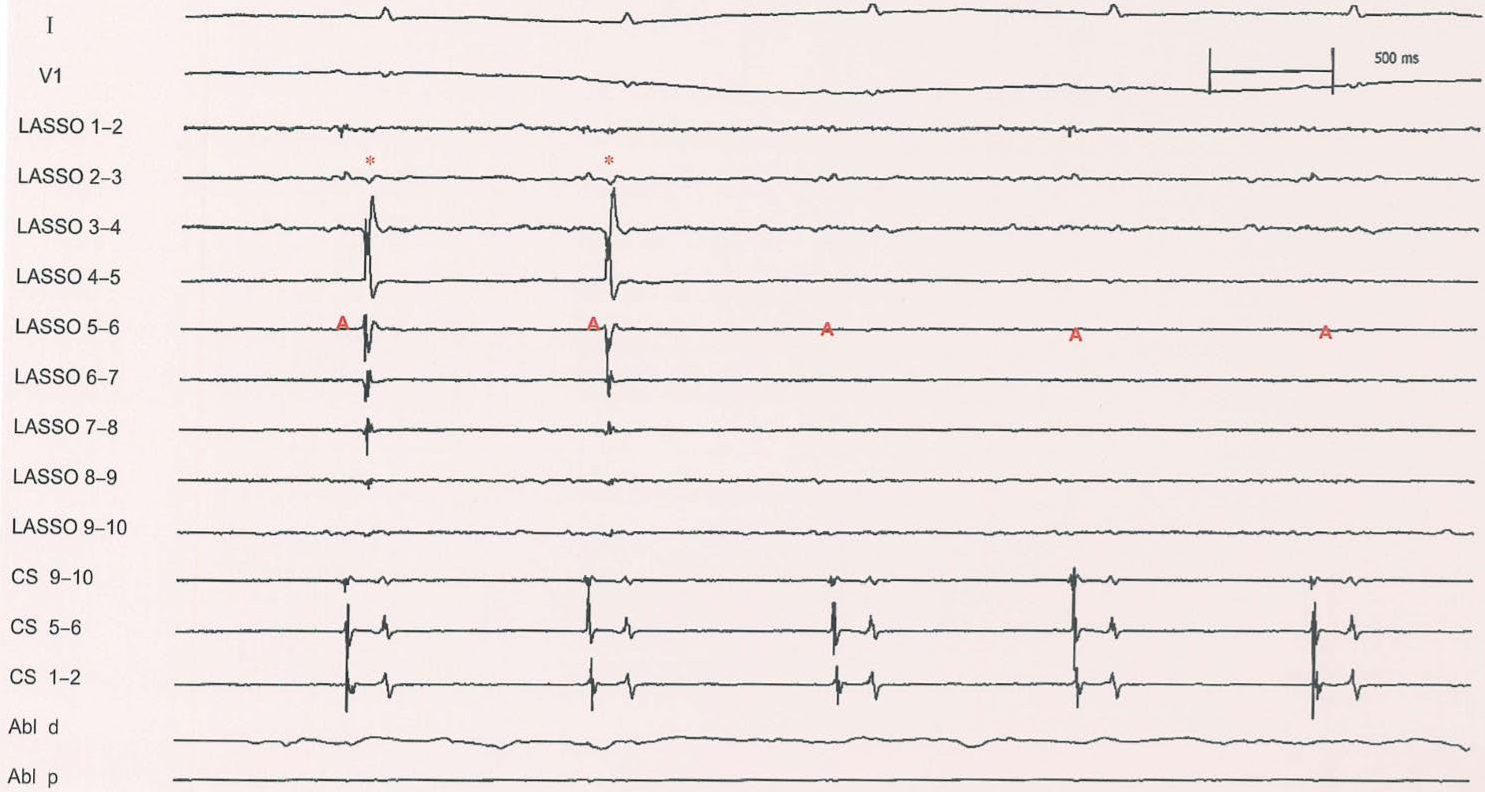 I
V1
500 ms
LASSO 1–2
* *
LASSO 2–3
LASSO 3–4
LASSO 4–5
LASSO 5–6 A A A A A
LASSO 6–7
LASSO 7–8
LASSO 8–9
LASSO 9–10
CS 9–10
CS 5–6
CS 1–2
Abl d
Abl p